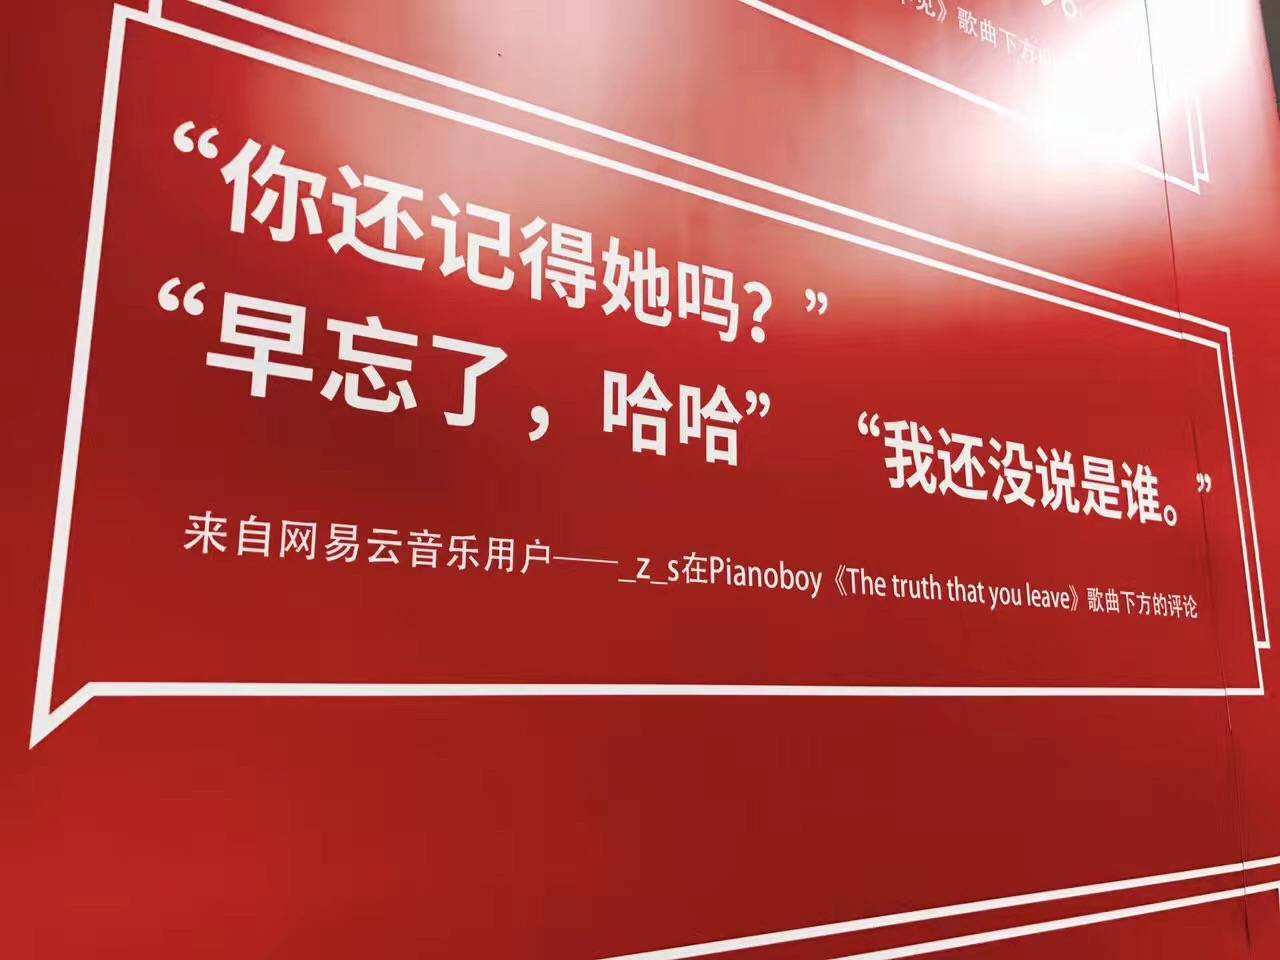 见》歌曲下方的
“你还记得她吗？”
“早忘了，哈哈” “我还没说是谁。”
来自网易云音乐用户——_z_s在Pianoboy《The truth that you leave》歌曲下方的评论